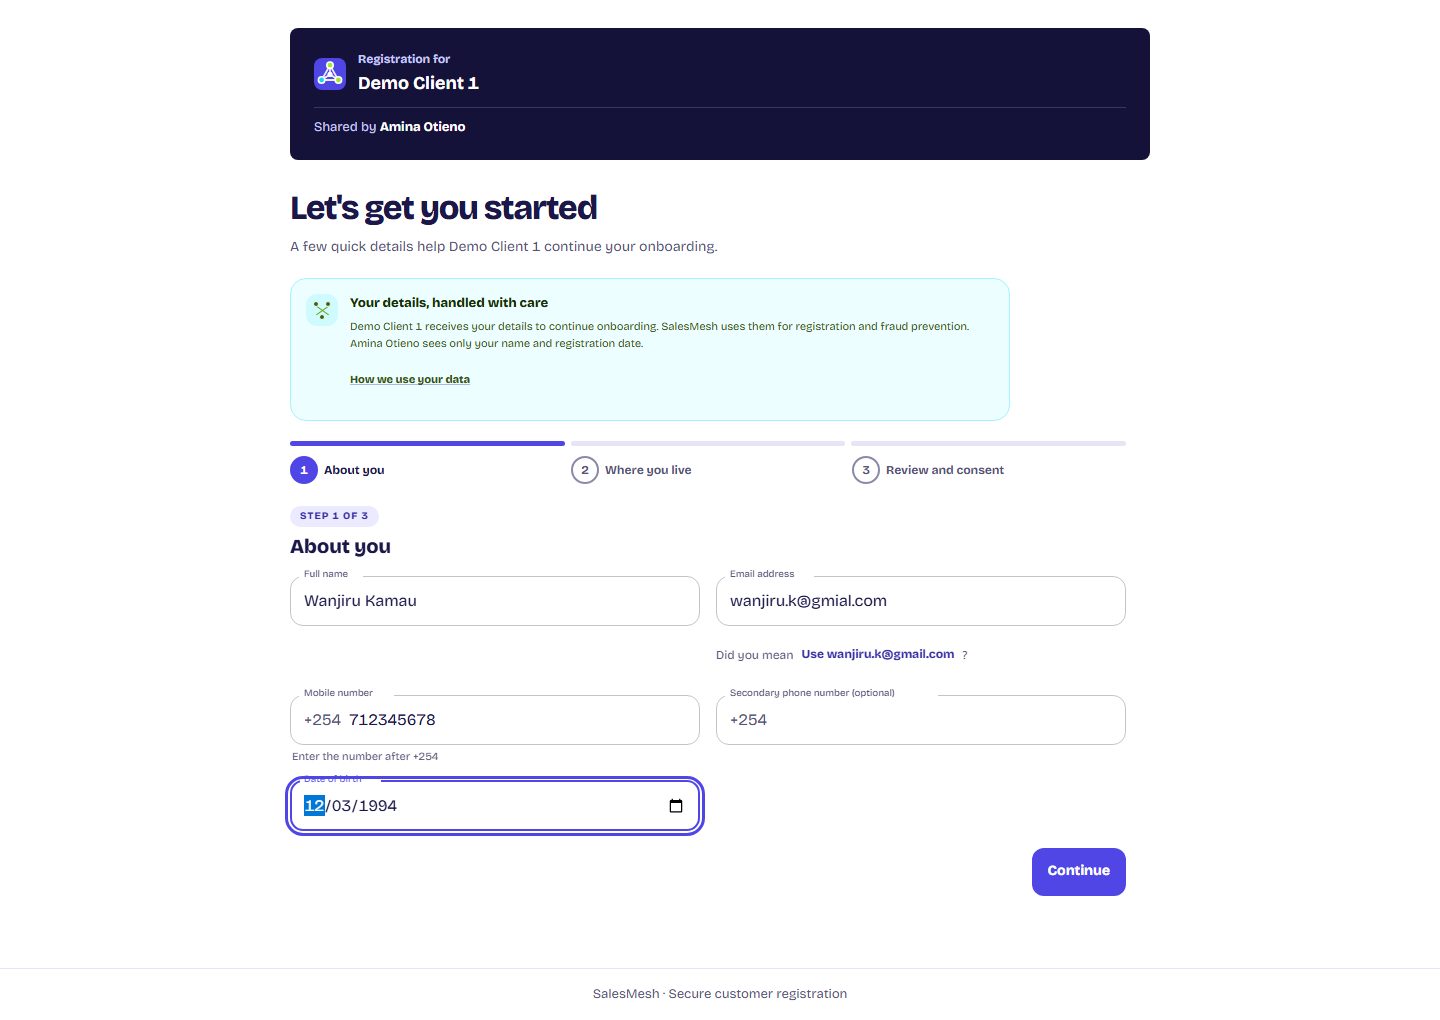 Registration for
Demo Client 1
Shared by Amina Otieno
Let's get you started
A few quick details help Demo Client 1 continue your onboarding.
Your details, handled with care
Demo Client 1 receives your details to continue onboarding. SalesMesh uses them for registration and fraud prevention.
Amina Otieno sees only your name and registration date.
How we use your data
1 About you
2 Where you live
3 Review and consent
STEP 1 OF 3
About you
Full name
Wanjiru Kamau
Email address
wanjiru.k@gmial.com
Did you mean Use wanjiru.k@gmail.com ?
Mobile number
+254 712345678
Enter the number after +254
Secondary phone number (optional)
+254
Date of birth
12/03/1994
Continue
SalesMesh · Secure customer registration